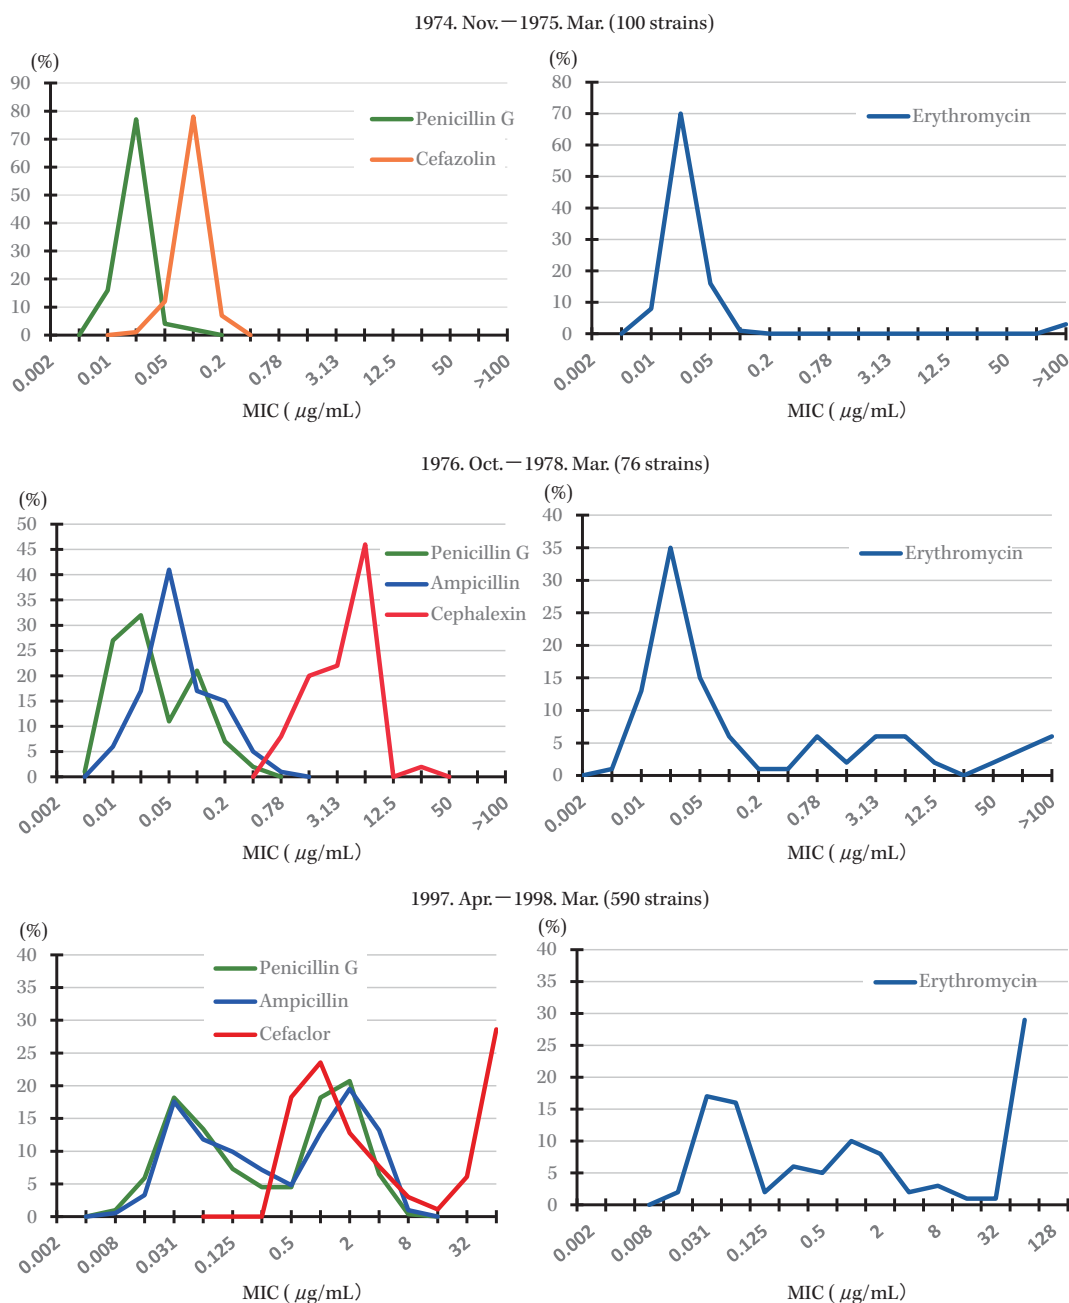 1974. Nov.—1975. Mar. (100 strains)
(%)
90
80
70
60
50
40
30
20
10
0
Penicillin G
Cefazolin
0.002 0.01 0.05 0.2 0.78 3.13 12.5 50 >100
MIC ( μg/mL)
(%)
80
70
60
50
40
30
20
10
0
Erythromycin
0.002 0.01 0.05 0.2 0.78 3.13 12.5 50 >100
MIC ( μg/mL)
1976. Oct.—1978. Mar. (76 strains)
(%)
50
45
40
35
30
25
20
15
10
5
0
Penicillin G
Ampicillin
Cephalexin
0.002 0.01 0.05 0.2 0.78 3.13 12.5 50 >100
MIC ( μg/mL)
(%)
40
35
30
25
20
15
10
5
0
Erythromycin
0.002 0.01 0.05 0.2 0.78 3.13 12.5 50 >100
MIC ( μg/mL)
1997. Apr.—1998. Mar. (590 strains)
(%)
40
35
30
25
20
15
10
5
0
Penicillin G
Ampicillin
Cefaclor
0.002 0.008 0.031 0.125 0.5 2 8 32
MIC ( μg/mL)
(%)
40
35
30
25
20
15
10
5
0
Erythromycin
0.002 0.008 0.031 0.125 0.5 2 8 32 128
MIC ( μg/mL)